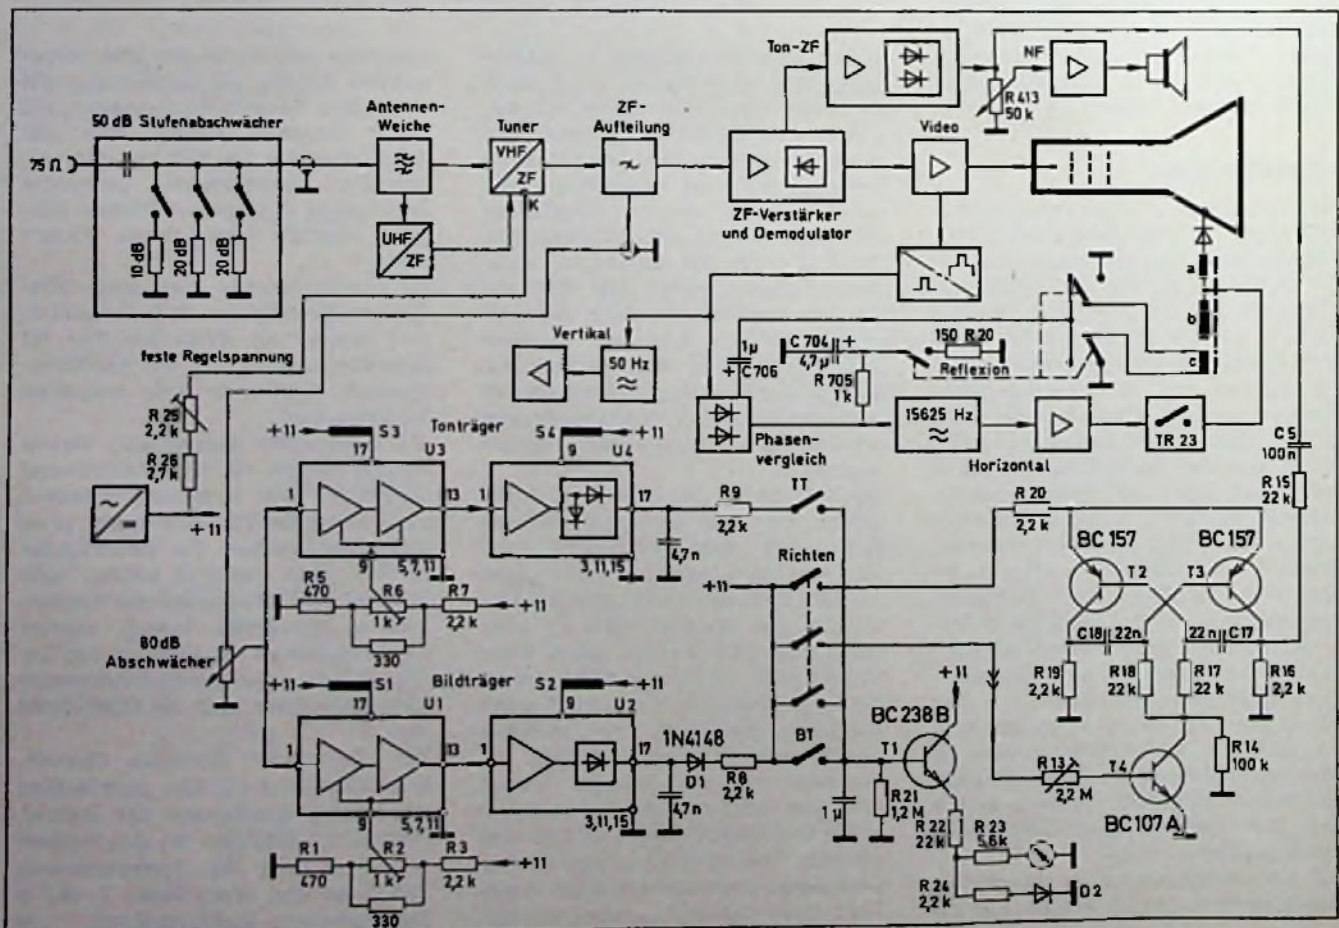 50 dB Stufenabschwächer
75 Ω
10 dB
20 dB
20 dB
Antennen-
Weiche
UHF
ZF
Tuner
VHF
ZF
K
ZF-
Aufteilung
Ton-ZF
ZF-Verstärker
und Demodulator
Video
NF
R 413
50 k
Vertikal
50 Hz
1 µ
+
C 706
C 704
+
4,7 µ
R 705
1 k
150 R 20
Reflexion
a
b
c
Phasen-
vergleich
15625 Hz
Horizontal
TR 23
C 5
100 n
R 15
22 k
feste Regelspannung
R 25
2,2 k
R 26
2,7 k
+11
+11
S 3
Tonträger
S 4
+11
17
U 3
9
U 4
1
13
1
17
9
5,7,11
3,11,15
R 5
470
R 6
1 k
R 7
2,2 k
+11
330
4,7 n
R 9
2,2 k
TT
Richten
+11
80 dB
Abschwächer
+11
S 1
Bildträger
S 2
+11
17
U 1
9
U 2
1
13
1
17
9
5,7,11
3,11,15
R 1
470
R 2
1 k
R 3
2,2 k
+11
330
4,7 n
1N4148
D1
R 8
2,2 k
BT
1 µ
R 21
1,2 M
T1
BC 238 B
+11
R 22
22 k
R 23
5,6 k
R 24
2,2 k
D 2
R 20
2,2 k
BC 157
T 2
T 3
BC 157
C 18
22 n
22 n
C 17
R 19
2,2 k
R 18
22 k
R 17
22 k
R 16
2,2 k
R 13
2,2 M
T 4
BC 107 A
R 14
100 k